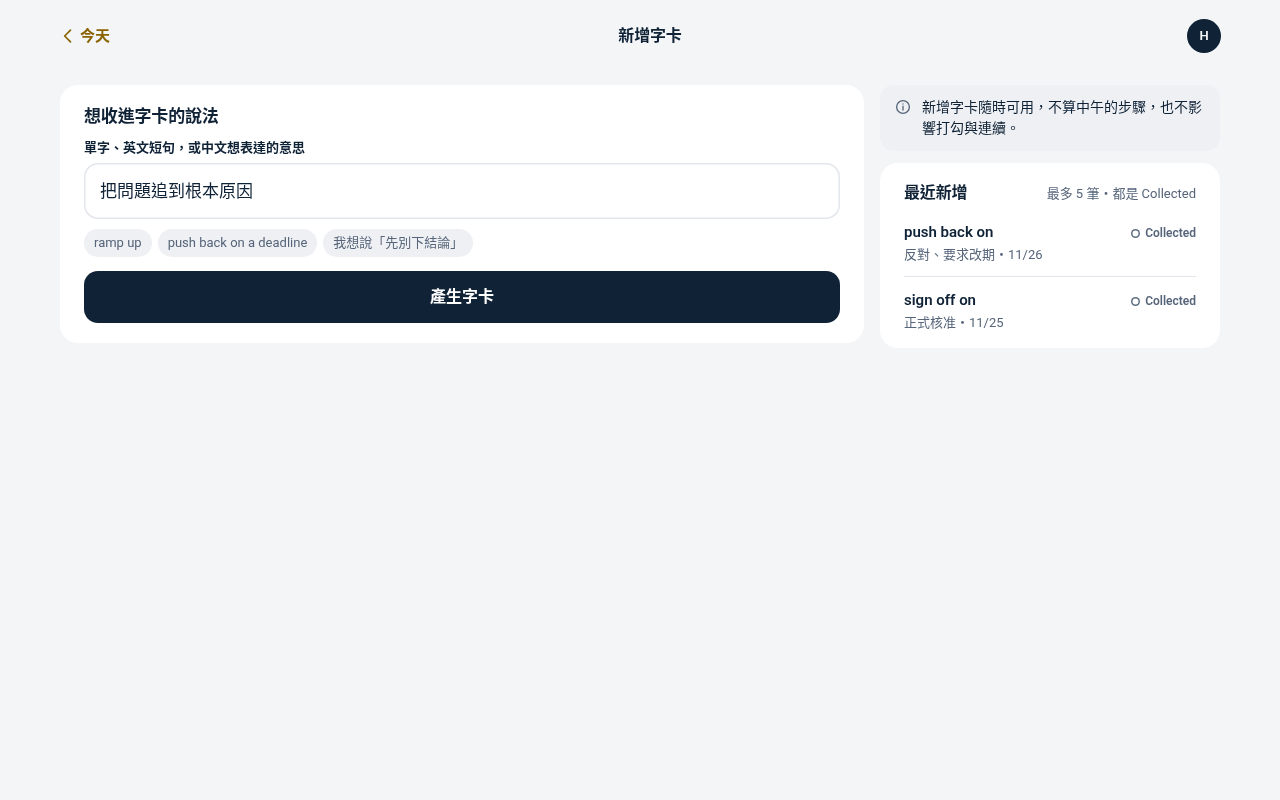 今天
新增字卡
H
想收進字卡的說法
單字、英文短句，或中文想表達的意思
把問題追到根本原因
ramp up
push back on a deadline
我想說「先別下結論」
產生字卡
新增字卡隨時可用，不算中午的步驟，也不影
響打勾與連續。
最近新增
最多 5 筆・都是 Collected
push back on
Collected
反對、要求改期・11/26
sign off on
Collected
正式核准・11/25